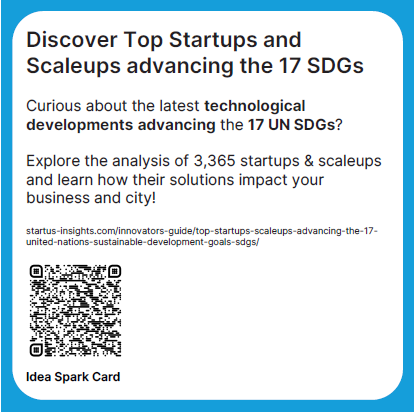 Discover Top Startups and
Scaleups advancing the 17 SDGs
Curious about the latest technological
developments advancing the 17 UN SDGs?
Explore the analysis of 3,365 startups & scaleups
and learn how their solutions impact your
business and city!
startus-insights.com/innovators-guide/top-startups-scaleups-advancing-the-17-
united-nations-sustainable-development-goals-sdgs/
Idea Spark Card